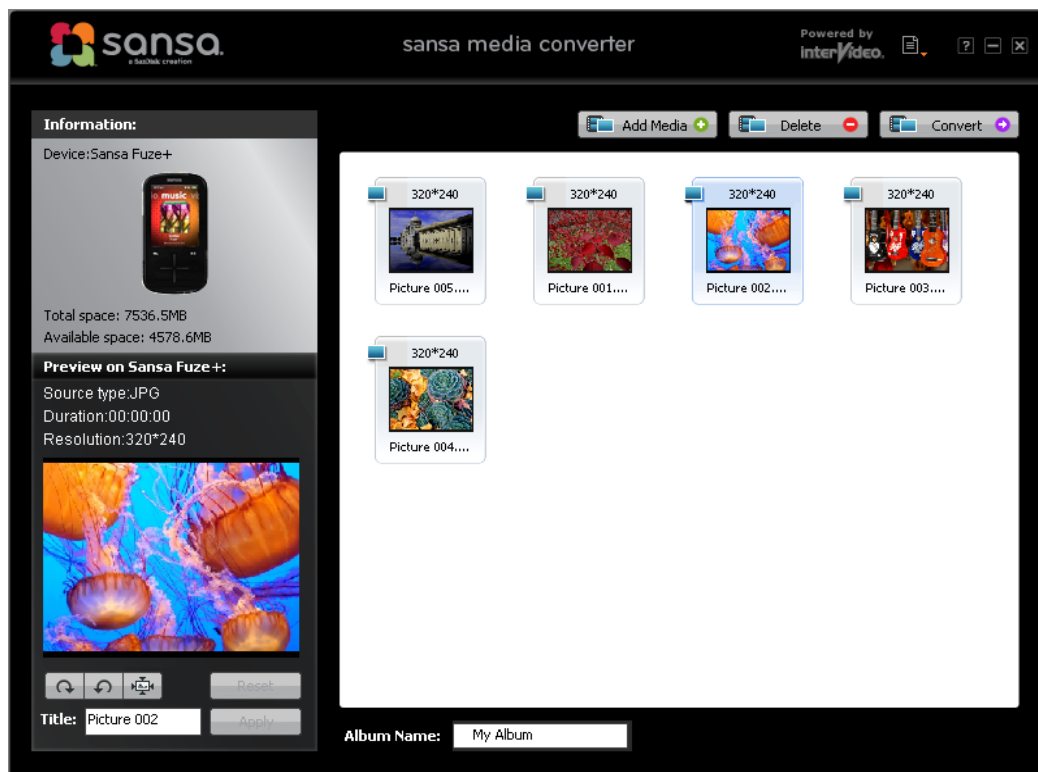 sansa.
a SanDisk creation
sansa media converter
Powered by
interVideo.
?
Information:
Add Media
Delete
Convert
Device:Sansa Fuze+
music
Total space: 7536.5MB
Available space: 4578.6MB
320*240
320*240
320*240
320*240
Picture 005....
Picture 001....
Picture 002....
Picture 003....
320*240
Picture 004....
Preview on Sansa Fuze+:
Source type:JPG
Duration:00:00:00
Resolution:320*240
Reset
Title: Picture 002
Apply
Album Name: My Album